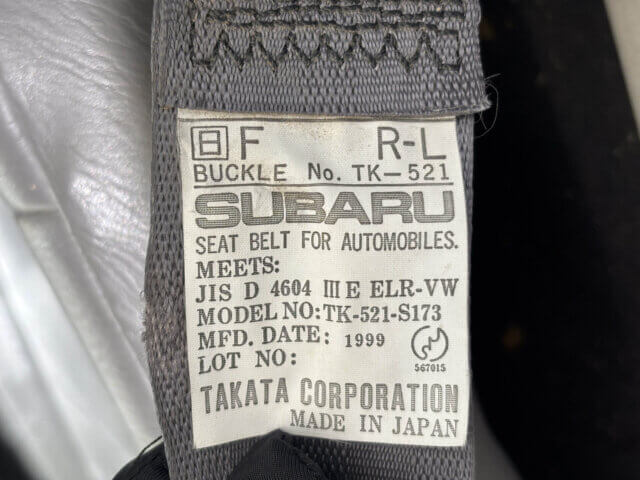 日 F R-L
BUCKLE No. TK-521
SUBARU
SEAT BELT FOR AUTOMOBILES.
MEETS:
JIS D 4604 III E ELR-VW
MODEL NO: TK-521-S173
MFD. DATE: 1999
LOT NO:
567015
TAKATA CORPORATION
MADE IN JAPAN